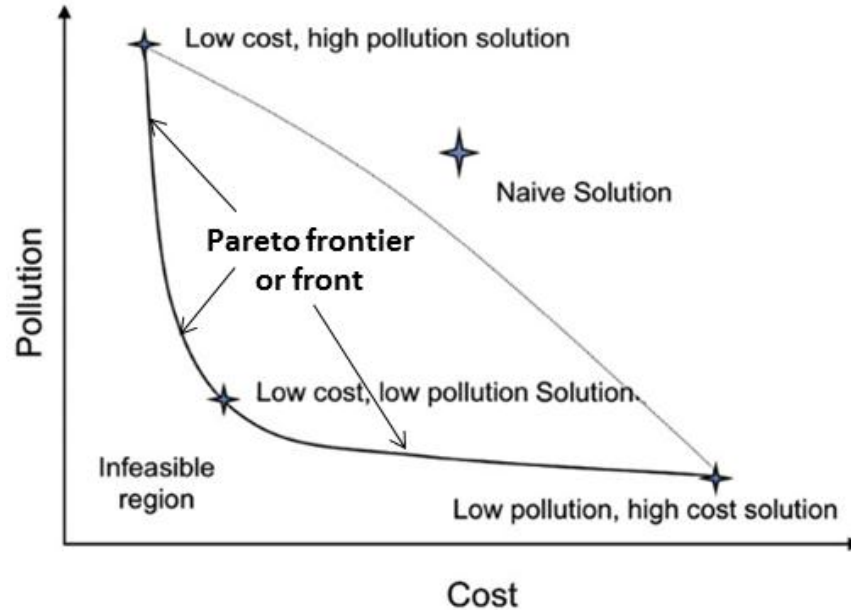 Low cost, high pollution solution
Naive Solution
Pareto frontier
or front
Pollution
Low cost, low pollution Solution.
Infeasible
region
Low pollution, high cost solution
Cost